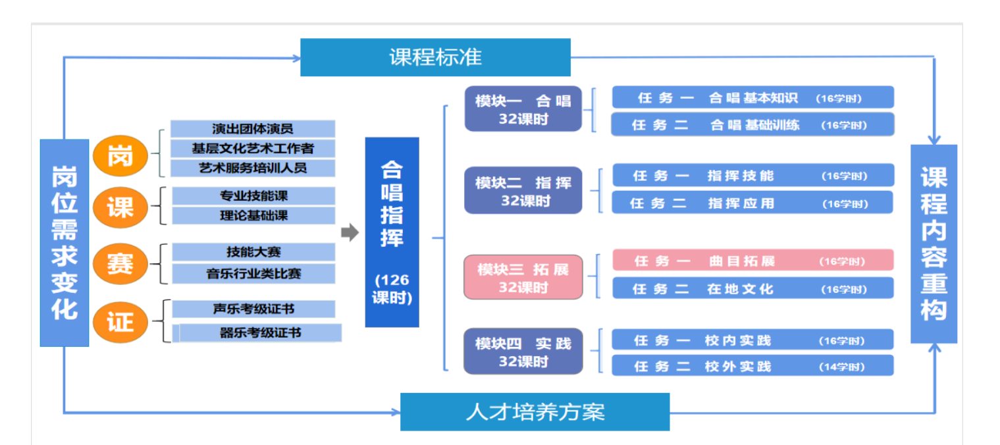 课程标准
岗位需求变化
岗
演出团体演员
基层文化艺术工作者
艺术服务培训人员
课
专业技能课
理论基础课
赛
技能大赛
音乐行业类比赛
证
声乐考级证书
器乐考级证书
合唱指挥
(126
课时)
模块一 合唱
32课时
任务一 合唱基本知识 (16学时)
任务二 合唱基础训练 (16学时)
模块二 指挥
32课时
任务一 指挥技能 (16学时)
任务二 指挥应用 (16学时)
模块三 拓展
32课时
任务一 曲目拓展 (16学时)
任务二 在地文化 (16学时)
模块四 实践
32课时
任务一 校内实践 (16学时)
任务二 校外实践 (14学时)
课程内容重构
人才培养方案